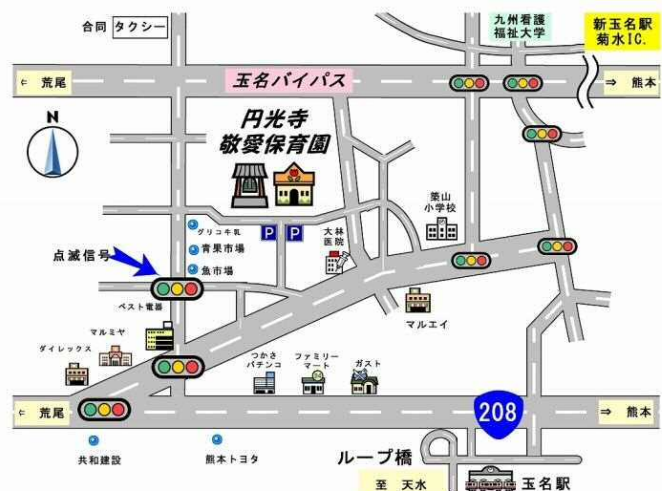 合同 タクシー
九州看護
福祉大学
新玉名駅
菊水IC.
← 荒尾
玉名バイパス
⇒ 熊本
N
円光寺
敬愛保育園
築山
小学校
グリコ牛乳
P P
大林
医院
青果市場
点滅信号
魚市場
ベスト電器
マルエイ
マルミヤ
ダイレックス
つかさ
パチンコ
ファミリー
マート
ガスト
← 荒尾
208
⇒ 熊本
共和建設
熊本トヨタ
ループ橋
至 天水
玉名駅